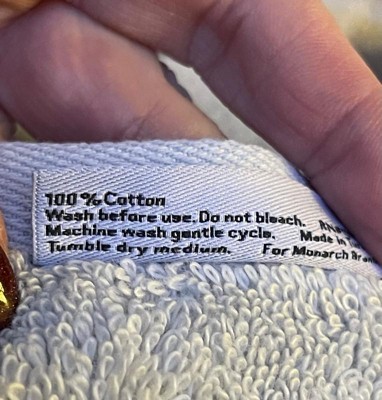 100% Cotton
Wash before use. Do not bleach.
Machine wash gentle cycle. Made in
Tumble dry medium. For Monarch